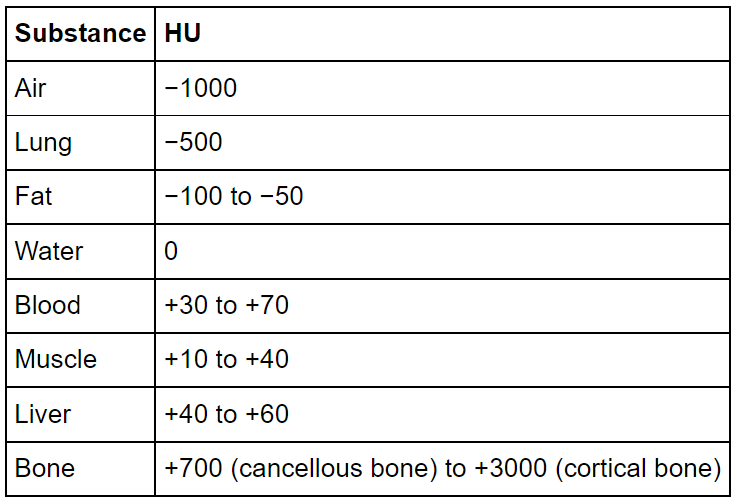 Substance HU
Air −1000
Lung −500
Fat −100 to −50
Water 0
Blood +30 to +70
Muscle +10 to +40
Liver +40 to +60
Bone +700 (cancellous bone) to +3000 (cortical bone)